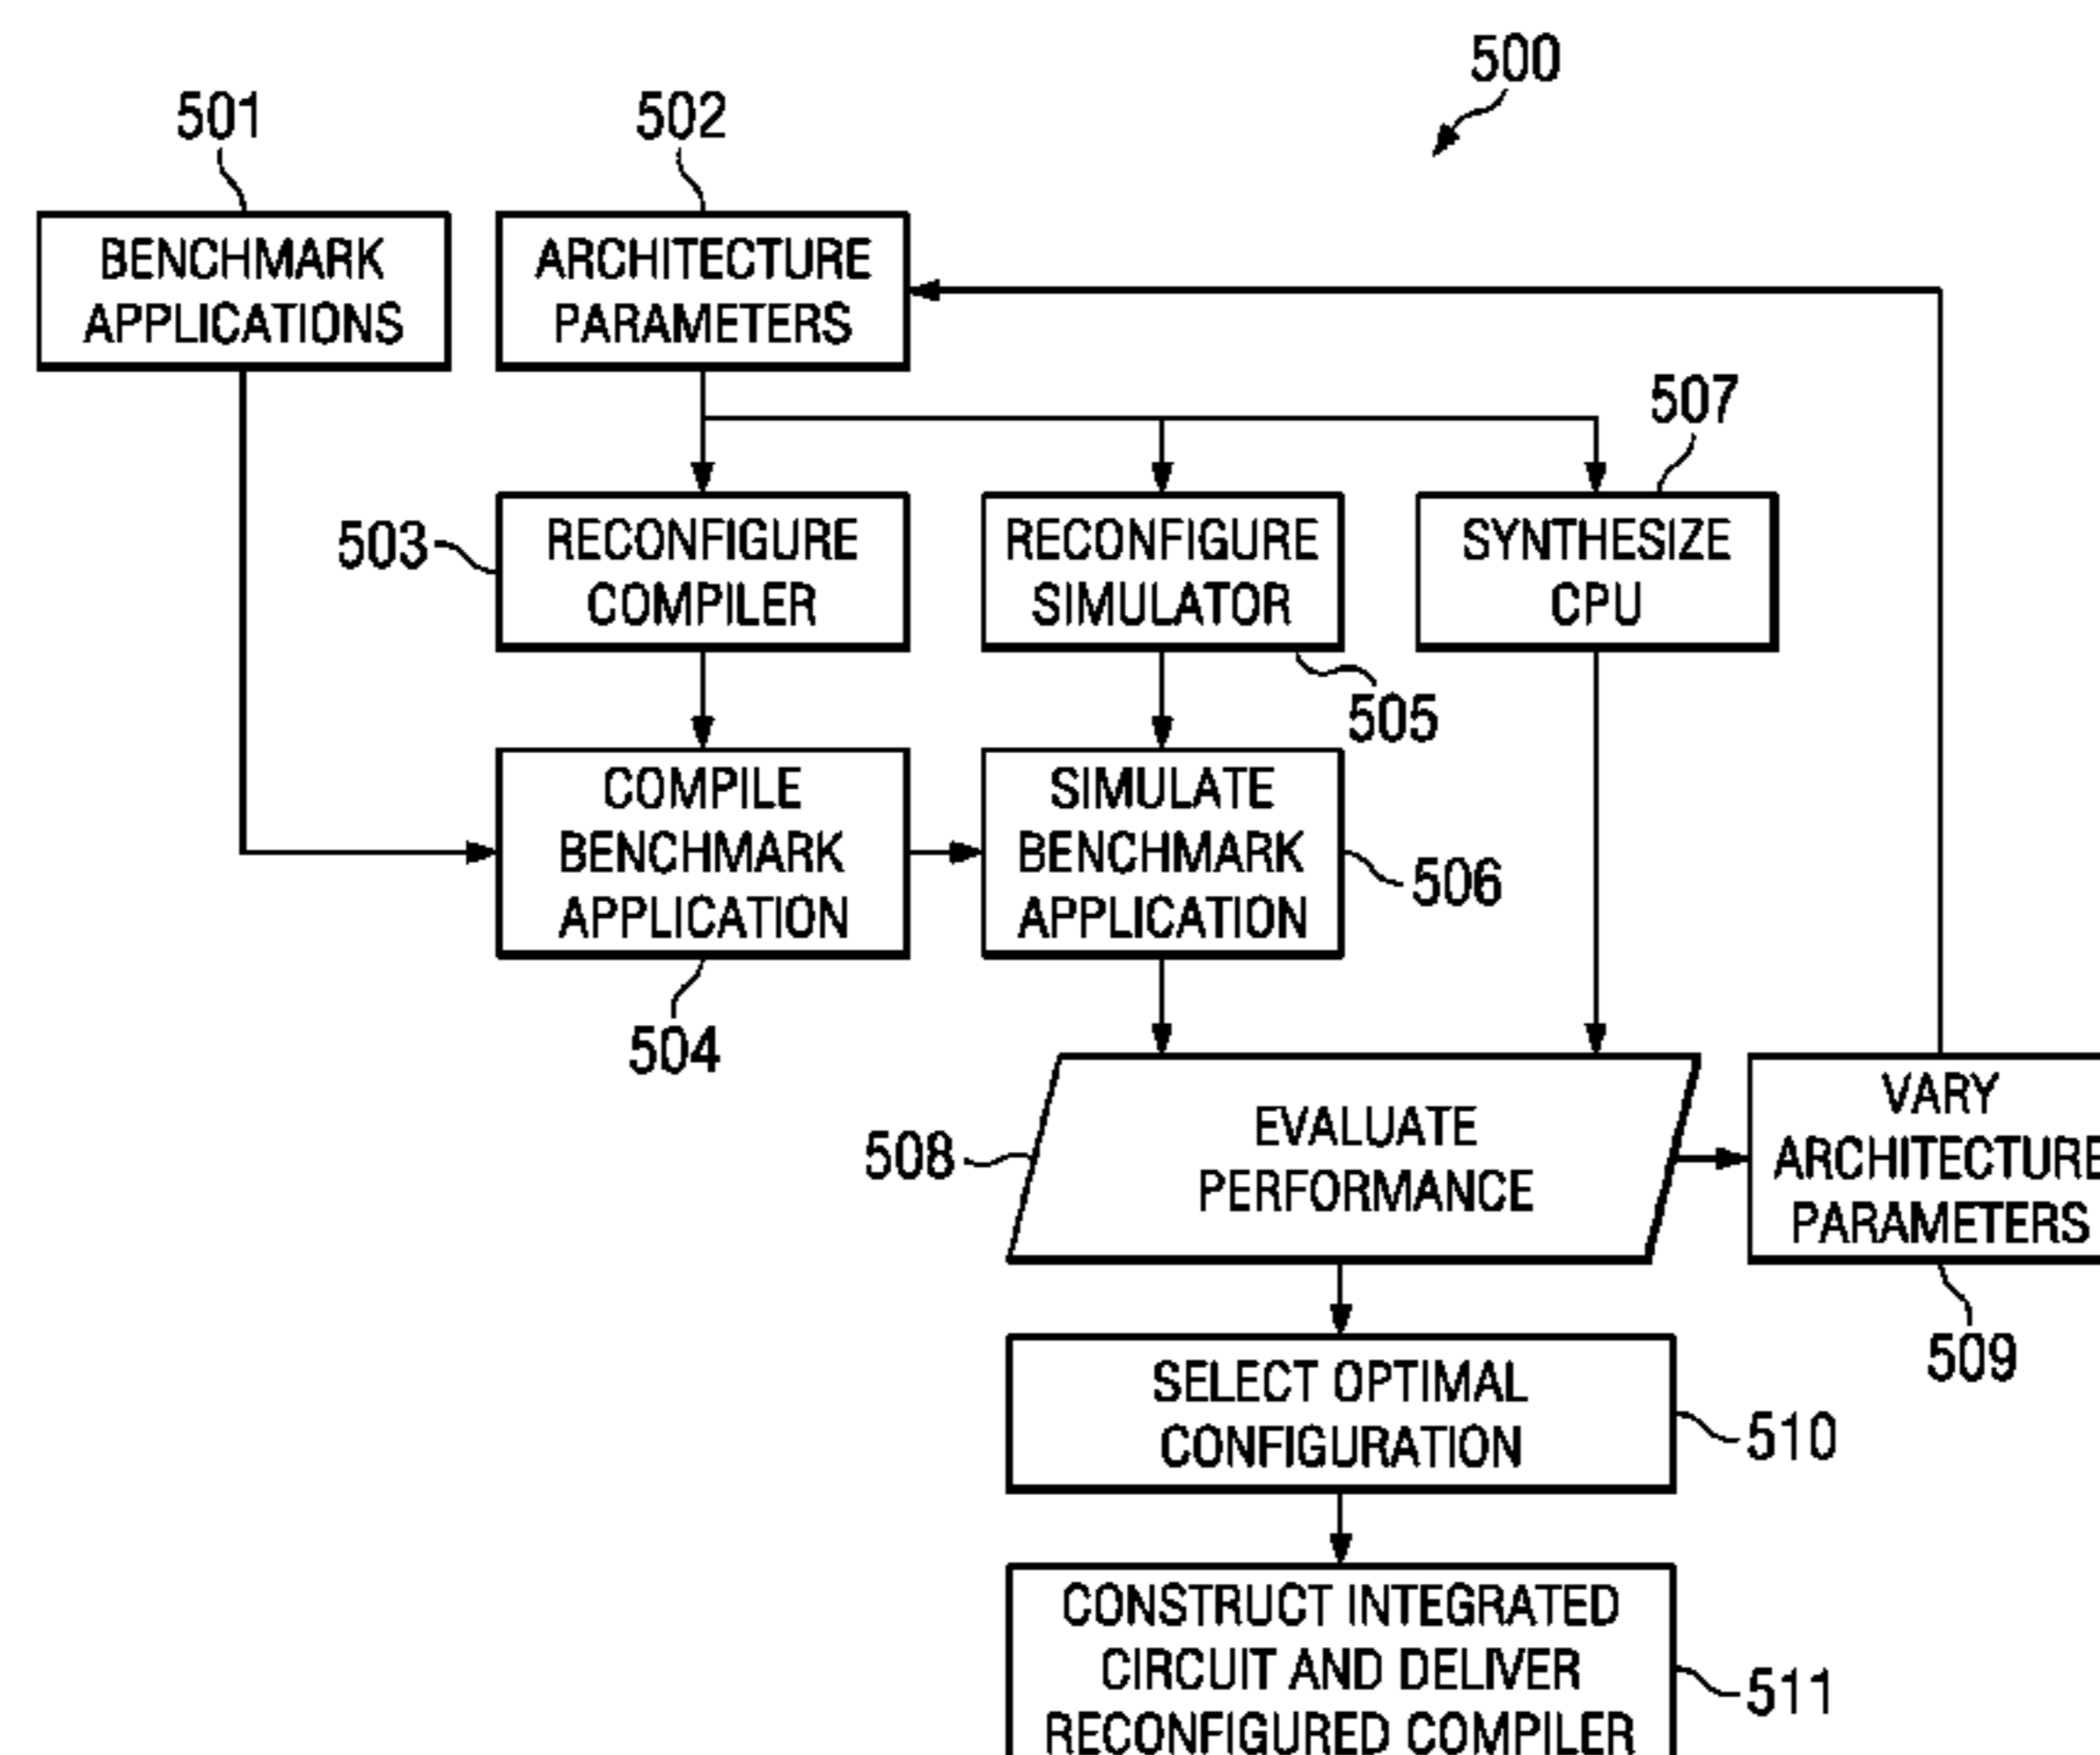 500
501
502
BENCHMARK
APPLICATIONS
ARCHITECTURE
PARAMETERS
507
503
RECONFIGURE
COMPILER
RECONFIGURE
SIMULATOR
SYNTHESIZE
CPU
505
COMPILE
BENCHMARK
APPLICATION
SIMULATE
BENCHMARK
APPLICATION
506
504
508
EVALUATE
PERFORMANCE
VARY
ARCHITECTURE
PARAMETERS
509
SELECT OPTIMAL
CONFIGURATION
510
CONSTRUCT INTEGRATED
CIRCUIT AND DELIVER
RECONFIGURED COMPILER
511